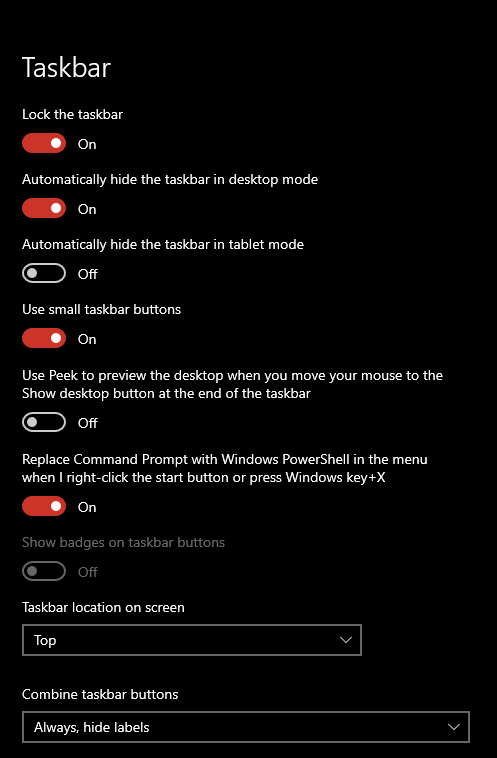 Taskbar
Lock the taskbar
On
Automatically hide the taskbar in desktop mode
On
Automatically hide the taskbar in tablet mode
Off
Use small taskbar buttons
On
Use Peek to preview the desktop when you move your mouse to the
Show desktop button at the end of the taskbar
Off
Replace Command Prompt with Windows PowerShell in the menu
when I right-click the start button or press Windows key+X
On
Show badges on taskbar buttons
Off
Taskbar location on screen
Top
Combine taskbar buttons
Always, hide labels